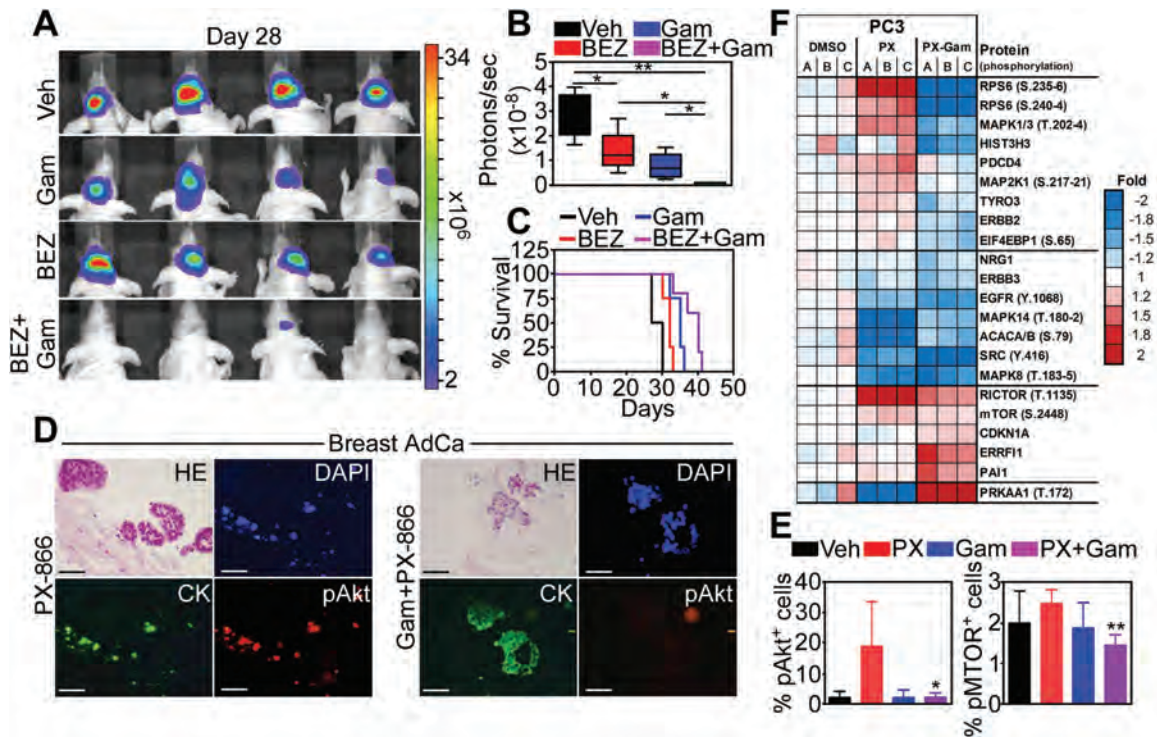 A
Day 28
Veh
Gam
BEZ
BEZ+
Gam
34
x10⁶
2
B
Veh
Gam
BEZ
BEZ+Gam
Photons/sec
(x10-8)
5
4
3
2
1
0
**
*
*
*
C
Veh
Gam
BEZ
BEZ+Gam
% Survival
125
100
75
50
25
0
0 10 20 30 40 50
Days
D
Breast AdCa
PX-866
HE
DAPI
CK
pAkt
Gam+PX-866
HE
DAPI
CK
pAkt
F
PC3
DMSO PX PX-Gam
Protein
(phosphorylation)
A B C A B C A B C
RPS6 (S.235-6)
RPS6 (S.240-4)
MAPK1/3 (T.202-4)
HIST3H3
PDCD4
MAP2K1 (S.217-21)
TYRO3
ERBB2
EIF4EBP1 (S.65)
NRG1
ERBB3
EGFR (Y.1068)
MAPK14 (T.180-2)
ACACA/B (S.79)
SRC (Y.416)
MAPK8 (T.183-5)
RICTOR (T.1135)
mTOR (S.2448)
CDKN1A
ERRFI1
PAI1
PRKAA1 (T.172)
Fold
-2
-1.8
-1.5
-1.2
1
1.2
1.5
1.8
2
E
Veh PX Gam PX+Gam
% pAkt⁺ cells
40
30
20
10
0
*
% pMTOR⁺ cells
3
2
1
0
**